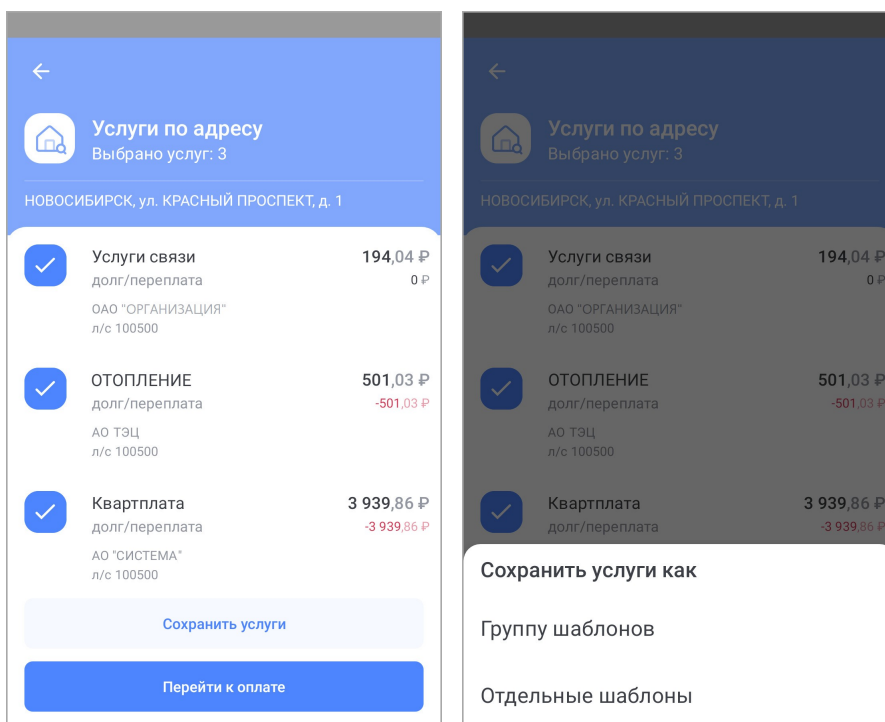 Услуги по адресу
Выбрано услуг: 3
НОВОСИБИРСК, ул. КРАСНЫЙ ПРОСПЕКТ, д. 1
Услуги связи 194,04 ₽
долг/переплата 0 ₽
ОАО "ОРГАНИЗАЦИЯ"
л/с 100500
ОТОПЛЕНИЕ 501,03 ₽
долг/переплата -501,03 ₽
АО ТЭЦ
л/с 100500
Квартплата 3 939,86 ₽
долг/переплата -3 939,86 ₽
АО "СИСТЕМА"
л/с 100500
Сохранить услуги
Перейти к оплате
Услуги по адресу
Выбрано услуг: 3
НОВОСИБИРСК, ул. КРАСНЫЙ ПРОСПЕКТ, д. 1
Услуги связи 194,04 ₽
долг/переплата 0 ₽
ОАО "ОРГАНИЗАЦИЯ"
л/с 100500
ОТОПЛЕНИЕ 501,03 ₽
долг/переплата -501,03 ₽
АО ТЭЦ
л/с 100500
Квартплата 3 939,86 ₽
долг/переплата -3 939,86 ₽
Сохранить услуги как
Группу шаблонов
Отдельные шаблоны